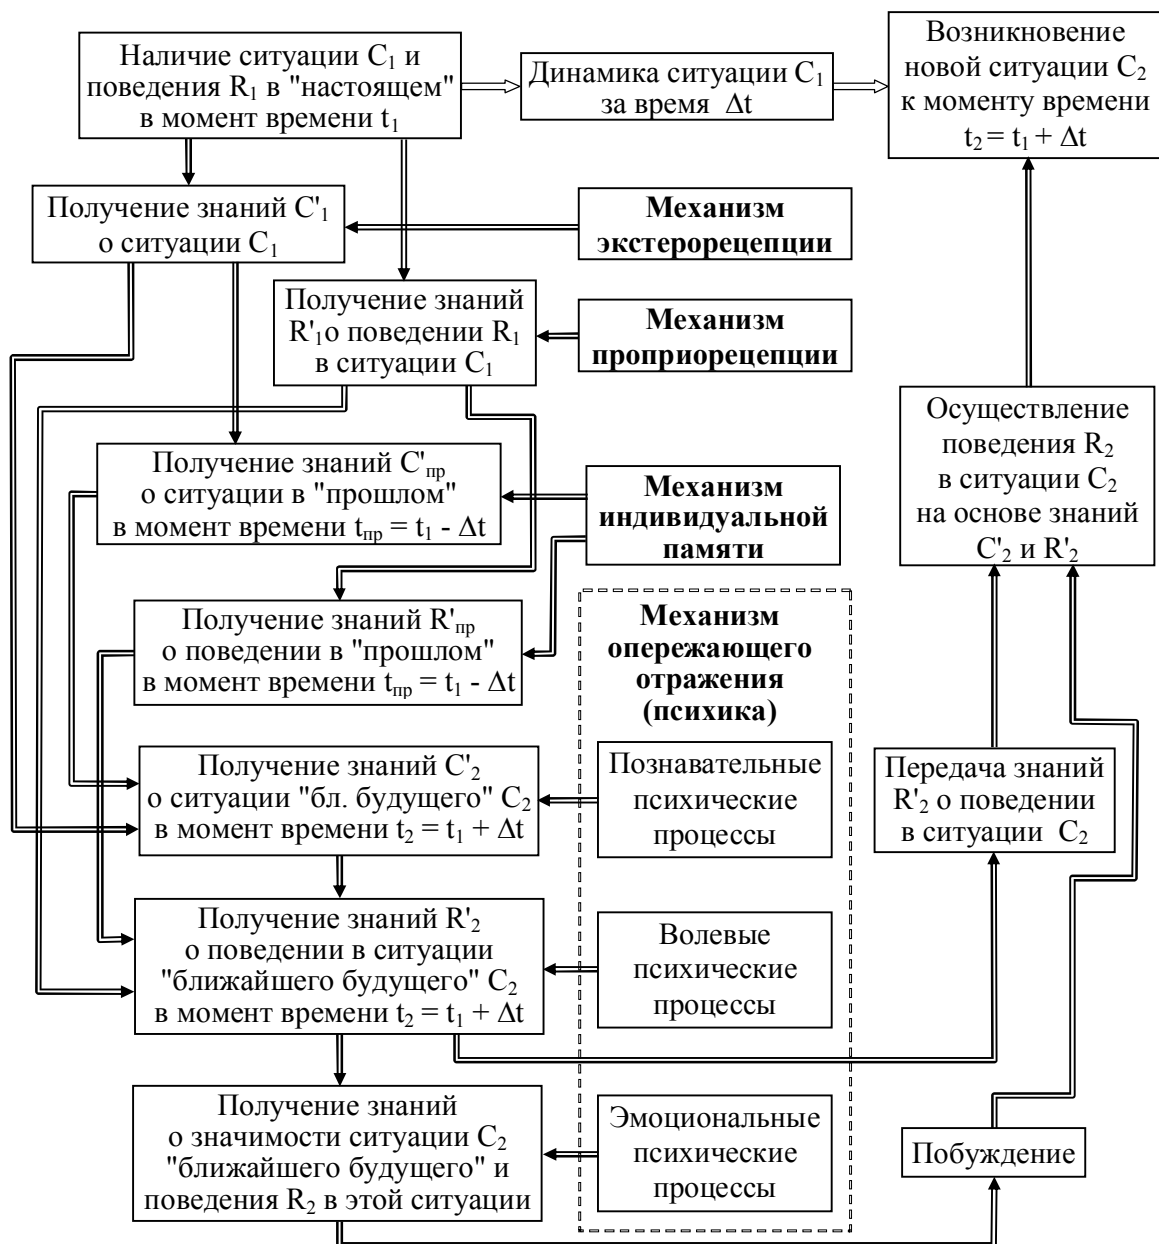 Наличие ситуации C₁ и
поведения R₁ в "настоящем"
в момент времени t₁
Динамика ситуации C₁
за время Δt
Возникновение
новой ситуации C₂
к моменту времени
t₂ = t₁ + Δt
Получение знаний C'₁
о ситуации C₁
Механизм
экстерорецепции
Получение знаний
R'₁о поведении R₁
в ситуации C₁
Механизм
проприорецепции
Осуществление
поведения R₂
в ситуации C₂
на основе знаний
C'₂ и R'₂
Получение знаний C'пр
о ситуации в "прошлом"
в момент времени tпр = t₁ - Δt
Механизм
индивидуальной
памяти
Получение знаний R'пр
о поведении в "прошлом"
в момент времени tпр = t₁ - Δt
Механизм
опережающего
отражения
(психика)
Получение знаний C'₂
о ситуации "бл. будущего" C₂
в момент времени t₂ = t₁ + Δt
Познавательные
психические
процессы
Передача знаний
R'₂ о поведении
в ситуации C₂
Получение знаний R'₂
о поведении в ситуации
"ближайшего будущего" C₂
в момент времени t₂ = t₁ + Δt
Волевые
психические
процессы
Получение знаний
о значимости ситуации C₂
"ближайшего будущего" и
поведения R₂ в этой ситуации
Эмоциональные
психические
процессы
Побуждение